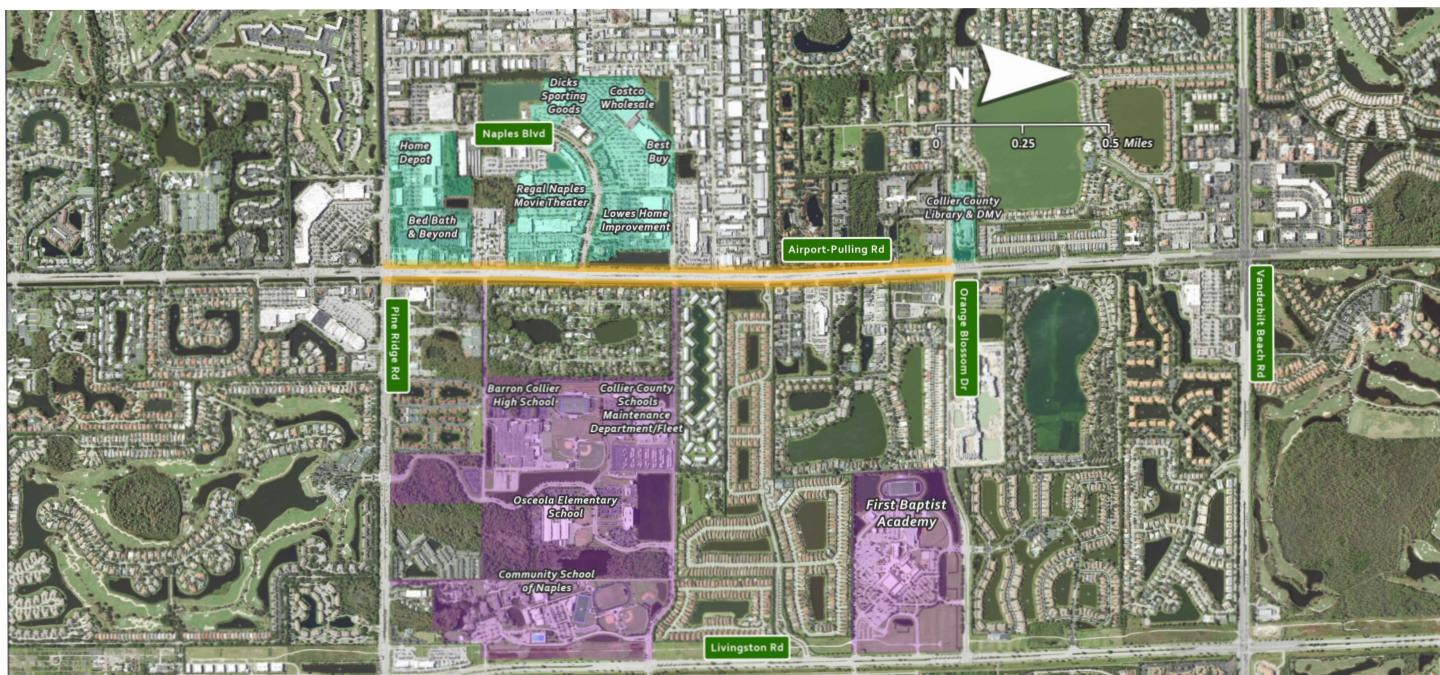 Dicks
Sporting
Goods
Costco
Wholesale
N
Naples Blvd
Home
Depot
Best
Buy
0
0.25
0.5 Miles
Regal Naples
Movie Theater
Bed Bath
& Beyond
Lowes Home
Improvement
Collier County
Library & DMV
Airport-Pulling Rd
Pine Ridge Rd
Orange Blossom Dr
Vanderbilt Beach Rd
Barron Collier
High School
Collier County
Schools
Maintenance
Department/Fleet
Osceola Elementary
School
First Baptist
Academy
Community School
of Naples
Livingston Rd